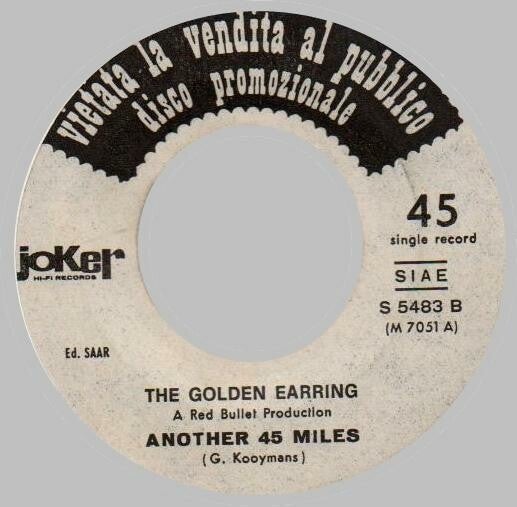 vietata la vendita al pubblico
disco promozionale
45
single record
joker
HI-FI RECORDS
SIAE
S 5483 B
(M 7051 A)
Ed. SAAR
THE GOLDEN EARRING
A Red Bullet Production
ANOTHER 45 MILES
(G. Kooymans)